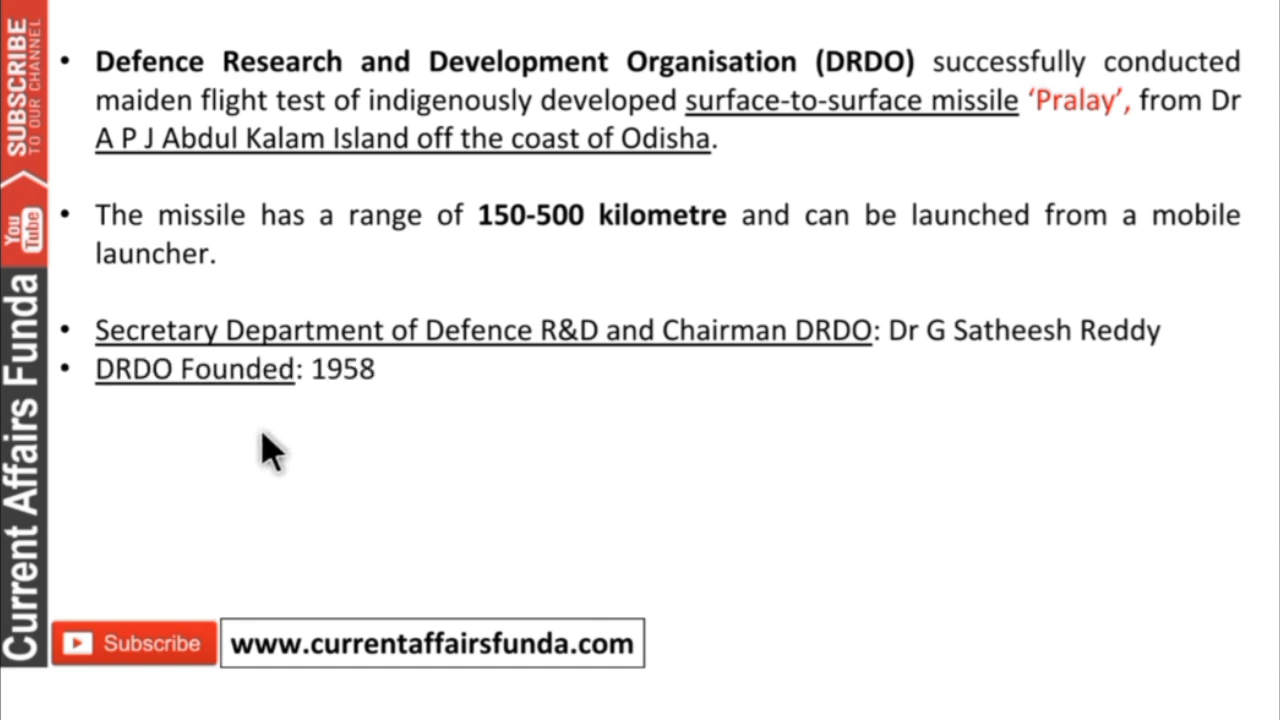 • Defence Research and Development Organisation (DRDO) successfully conducted
maiden flight test of indigenously developed surface-to-surface missile ‘Pralay’, from Dr
A P J Abdul Kalam Island off the coast of Odisha.
• The missile has a range of 150-500 kilometre and can be launched from a mobile
launcher.
• Secretary Department of Defence R&D and Chairman DRDO: Dr G Satheesh Reddy
• DRDO Founded: 1958
SUBSCRIBE
TO OUR CHANNEL
You
Tube
Current Affairs Funda
Subscribe
www.currentaffairsfunda.com